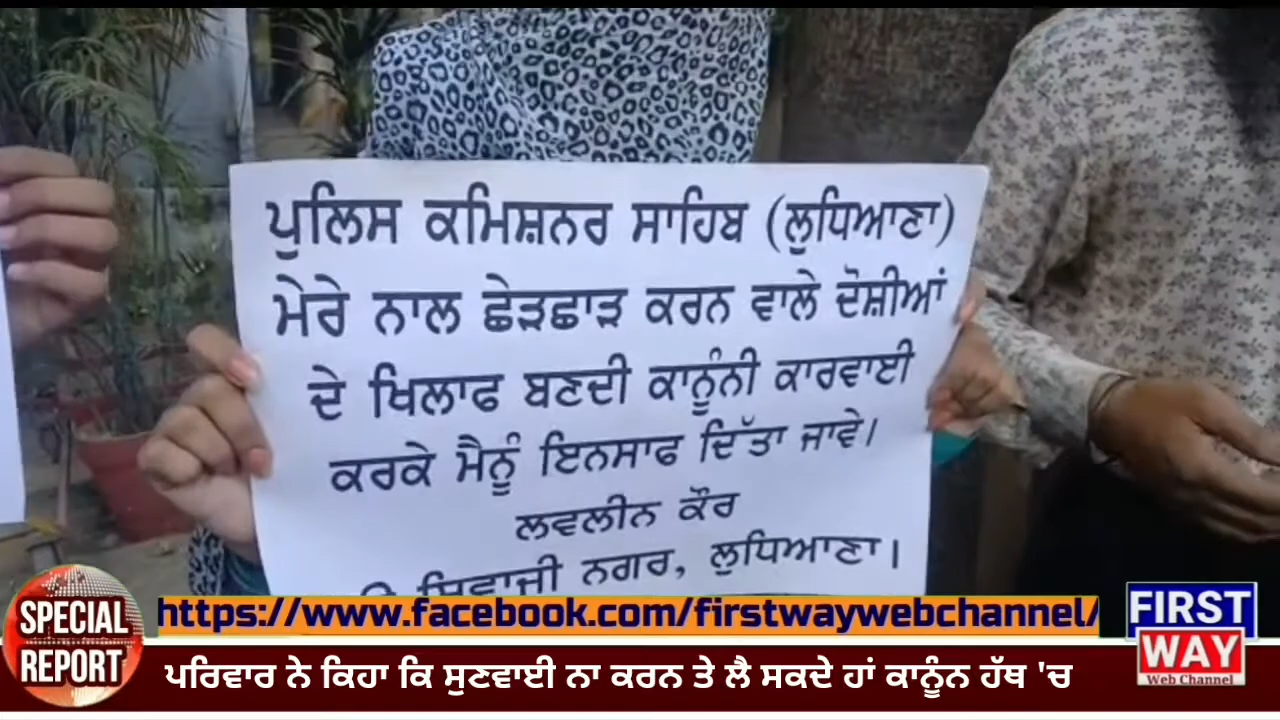 ਪੁਲਿਸ ਕਮਿਸ਼ਨਰ ਸਾਹਿਬ (ਲੁਧਿਆਣਾ)
ਮੇਰੇ ਨਾਲ ਛੇੜਛਾੜ ਕਰਨ ਵਾਲੇ ਦੋਸ਼ੀਆਂ
ਦੇ ਖਿਲਾਫ ਬਣਦੀ ਕਾਨੂੰਨੀ ਕਾਰਵਾਈ
ਕਰਕੇ ਮੈਨੂੰ ਇਨਸਾਫ ਦਿੱਤਾ ਜਾਵੇ।
ਲਵਲੀਨ ਕੌਰ
ਸ਼ਿਵਾਜੀ ਨਗਰ, ਲੁਧਿਆਣਾ।
https://www.facebook.com/firstwaywebchannel/
SPECIAL
REPORT
ਪਰਿਵਾਰ ਨੇ ਕਿਹਾ ਕਿ ਸੁਣਵਾਈ ਨਾ ਕਰਨ ਤੇ ਲੈ ਸਕਦੇ ਹਾਂ ਕਾਨੂੰਨ ਹੱਥ 'ਚ
FIRST
WAY
Web Channel